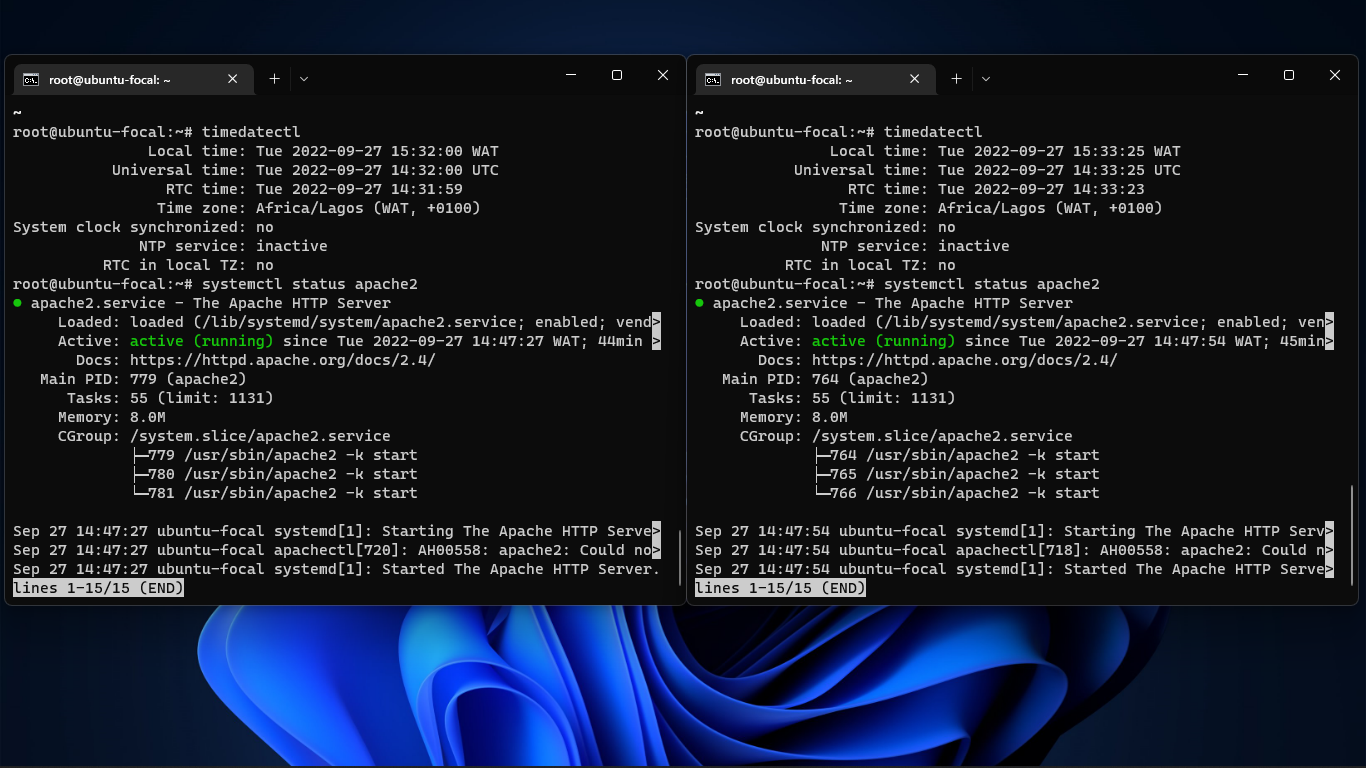 root@ubuntu-focal: ~
~
root@ubuntu-focal:~# timedatectl
Local time: Tue 2022-09-27 15:32:00 WAT
Universal time: Tue 2022-09-27 14:32:00 UTC
RTC time: Tue 2022-09-27 14:31:59
Time zone: Africa/Lagos (WAT, +0100)
System clock synchronized: no
NTP service: inactive
RTC in local TZ: no
root@ubuntu-focal:~# systemctl status apache2
● apache2.service - The Apache HTTP Server
Loaded: loaded (/lib/systemd/system/apache2.service; enabled; vend>
Active: active (running) since Tue 2022-09-27 14:47:27 WAT; 44min >
Docs: https://httpd.apache.org/docs/2.4/
Main PID: 779 (apache2)
Tasks: 55 (limit: 1131)
Memory: 8.0M
CGroup: /system.slice/apache2.service
├─779 /usr/sbin/apache2 -k start
├─780 /usr/sbin/apache2 -k start
└─781 /usr/sbin/apache2 -k start
Sep 27 14:47:27 ubuntu-focal systemd[1]: Starting The Apache HTTP Serve>
Sep 27 14:47:27 ubuntu-focal apachectl[720]: AH00558: apache2: Could no>
Sep 27 14:47:27 ubuntu-focal systemd[1]: Started The Apache HTTP Server.
lines 1-15/15 (END)
root@ubuntu-focal: ~
~
root@ubuntu-focal:~# timedatectl
Local time: Tue 2022-09-27 15:33:25 WAT
Universal time: Tue 2022-09-27 14:33:25 UTC
RTC time: Tue 2022-09-27 14:33:23
Time zone: Africa/Lagos (WAT, +0100)
System clock synchronized: no
NTP service: inactive
RTC in local TZ: no
root@ubuntu-focal:~# systemctl status apache2
● apache2.service - The Apache HTTP Server
Loaded: loaded (/lib/systemd/system/apache2.service; enabled; ven>
Active: active (running) since Tue 2022-09-27 14:47:54 WAT; 45min>
Docs: https://httpd.apache.org/docs/2.4/
Main PID: 764 (apache2)
Tasks: 55 (limit: 1131)
Memory: 8.0M
CGroup: /system.slice/apache2.service
├─764 /usr/sbin/apache2 -k start
├─765 /usr/sbin/apache2 -k start
└─766 /usr/sbin/apache2 -k start
Sep 27 14:47:54 ubuntu-focal systemd[1]: Starting The Apache HTTP Serv>
Sep 27 14:47:54 ubuntu-focal apachectl[718]: AH00558: apache2: Could n>
Sep 27 14:47:54 ubuntu-focal systemd[1]: Started The Apache HTTP Serve>
lines 1-15/15 (END)